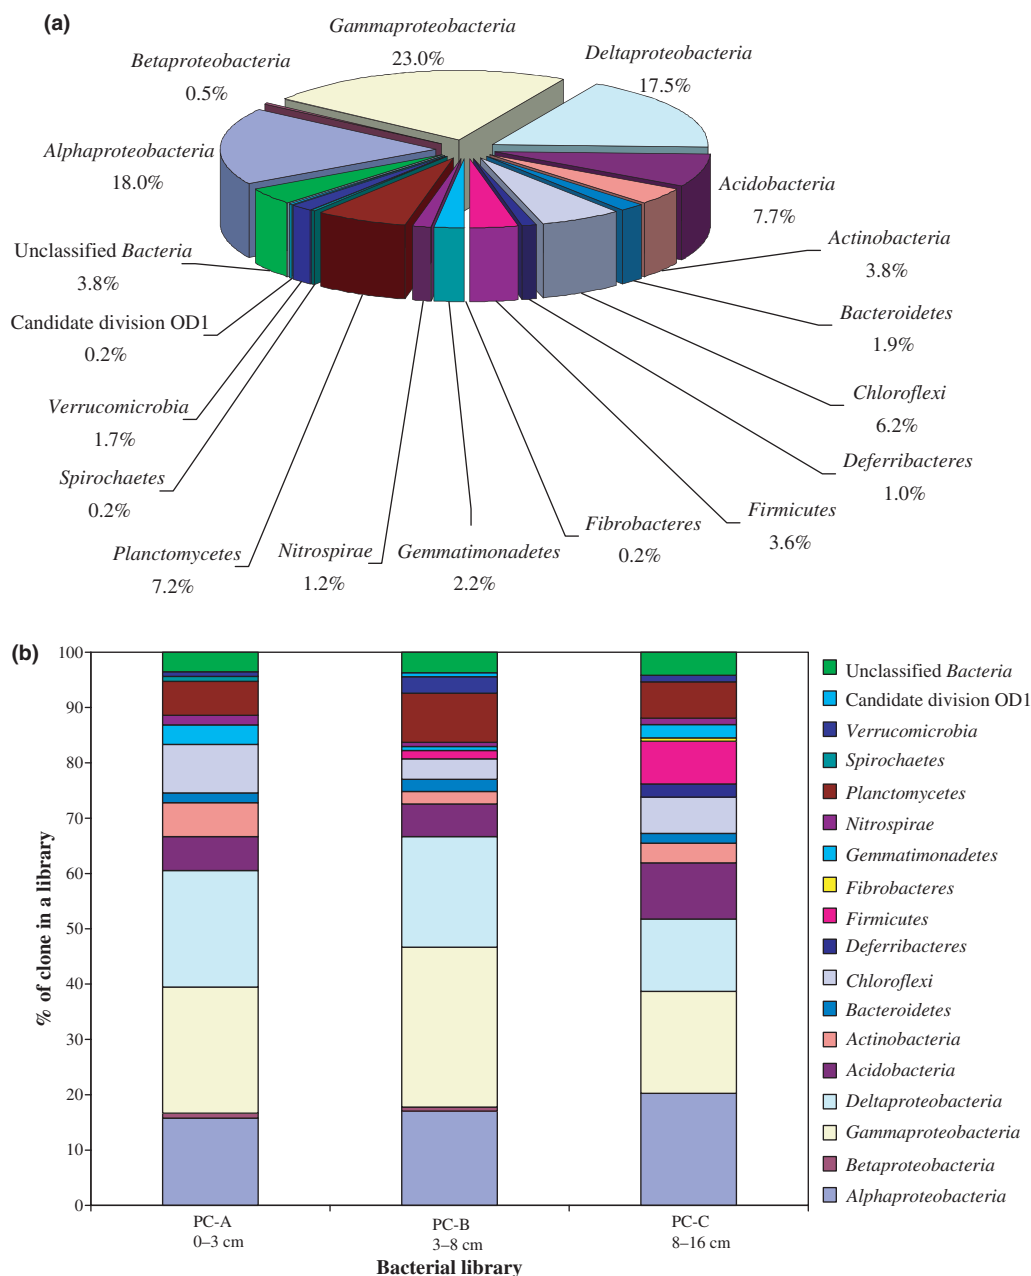 (a)
Gammaproteobacteria
23.0%
Deltaproteobacteria
17.5%
Betaproteobacteria
0.5%
Alphaproteobacteria
18.0%
Acidobacteria
7.7%
Actinobacteria
3.8%
Unclassified Bacteria
3.8%
Bacteroidetes
1.9%
Candidate division OD1
0.2%
Chloroflexi
6.2%
Verrucomicrobia
1.7%
Deferribacteres
1.0%
Spirochaetes
0.2%
Firmicutes
3.6%
Fibrobacteres
0.2%
Planctomycetes
7.2%
Nitrospirae
1.2%
Gemmatimonadetes
2.2%
(b)
% of clone in a library
100
90
80
70
60
50
40
30
20
10
0
PC-A
0–3 cm
PC-B
3–8 cm
PC-C
8–16 cm
Bacterial library
Unclassified Bacteria
Candidate division OD1
Verrucomicrobia
Spirochaetes
Planctomycetes
Nitrospirae
Gemmatimonadetes
Fibrobacteres
Firmicutes
Deferribacteres
Chloroflexi
Bacteroidetes
Actinobacteria
Acidobacteria
Deltaproteobacteria
Gammaproteobacteria
Betaproteobacteria
Alphaproteobacteria